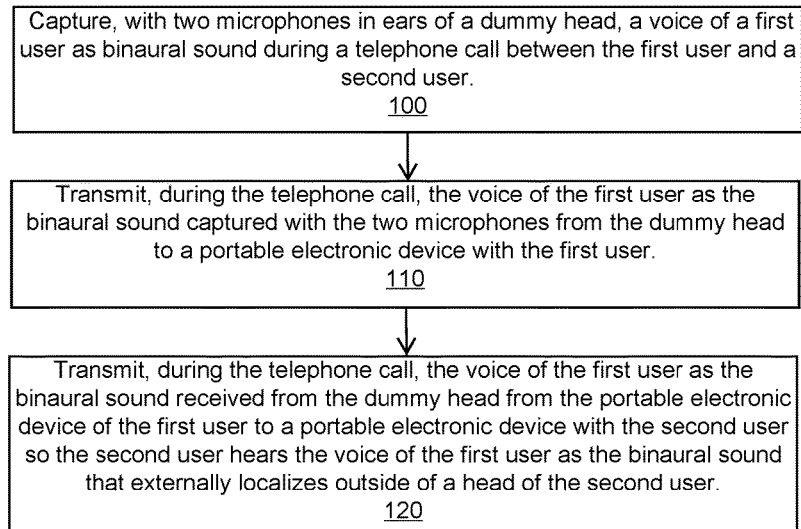 Capture, with two microphones in ears of a dummy head, a voice of a first
user as binaural sound during a telephone call between the first user and a
second user.
100
Transmit, during the telephone call, the voice of the first user as the
binaural sound captured with the two microphones from the dummy head
to a portable electronic device with the first user.
110
Transmit, during the telephone call, the voice of the first user as the
binaural sound received from the dummy head from the portable electronic
device of the first user to a portable electronic device with the second user
so the second user hears the voice of the first user as the binaural sound
that externally localizes outside of a head of the second user.
120